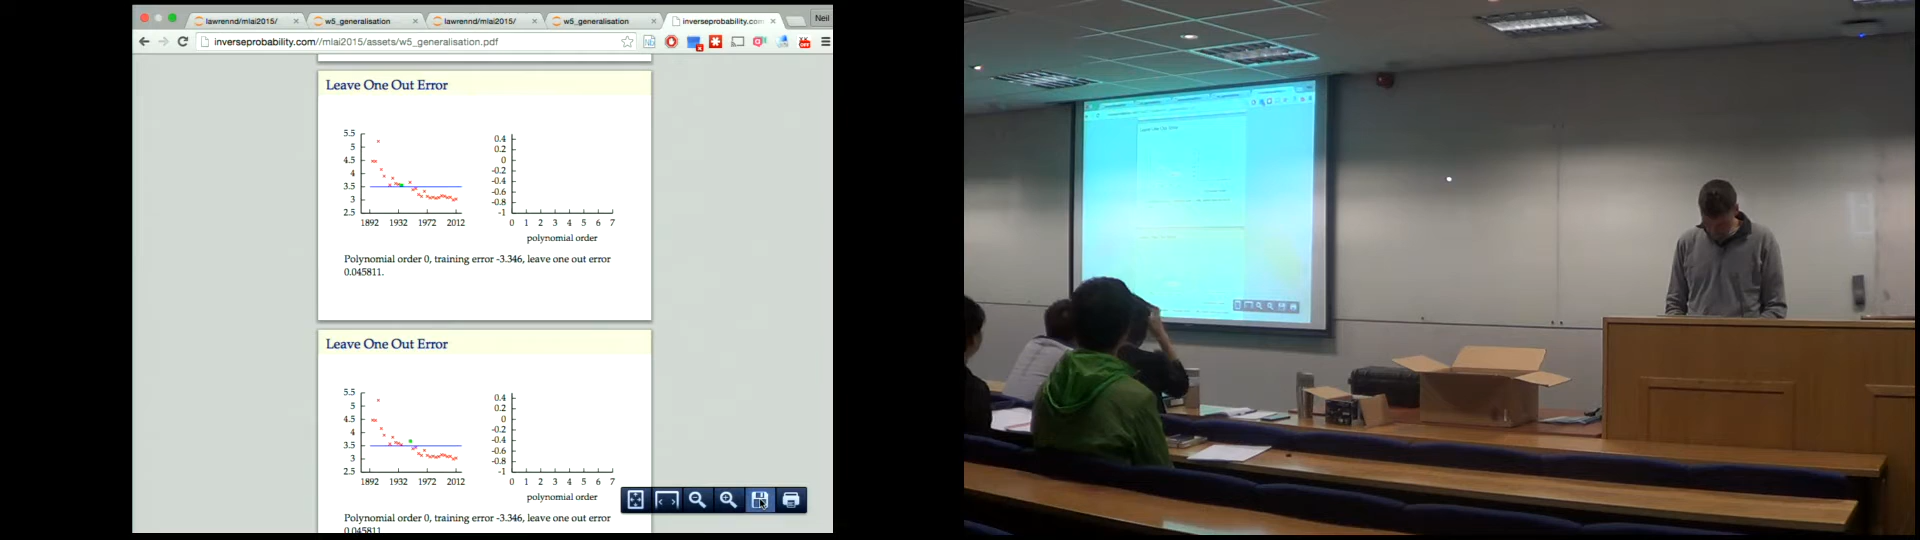 lawrennd/mlai2015/
w5_generalisation
lawrennd/mlai2015/
w5_generalisation
inverseprobability.com
Neil
inverseprobability.com//mlai2015/assets/w5_generalisation.pdf
Leave One Out Error
5.5
5
4.5
4
3.5
3
2.5
1892 1932 1972 2012
0.4
0.2
0
-0.2
-0.4
-0.6
-0.8
-1
0 1 2 3 4 5 6 7
polynomial order
Polynomial order 0, training error -3.346, leave one out error
0.045811.
Leave One Out Error
5.5
5
4.5
4
3.5
3
2.5
1892 1932 1972 2012
0.4
0.2
0
-0.2
-0.4
-0.6
-0.8
-1
0 1 2 3 4 5 6 7
polynomial order
Polynomial order 0, training error -3.346, leave one out error
0.045811.
Leave One Out Error